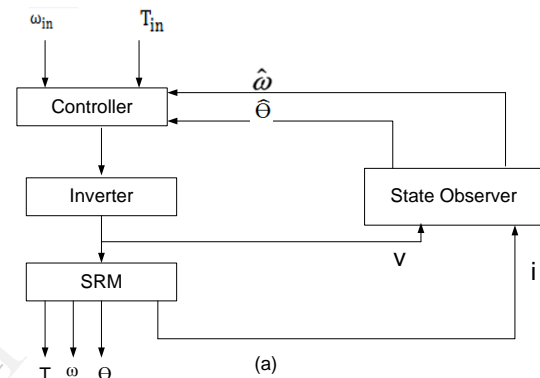 ω_in T_in
ω̂
Θ̂
Controller
Inverter
State Observer
v
i
SRM
T ω Θ
(a)